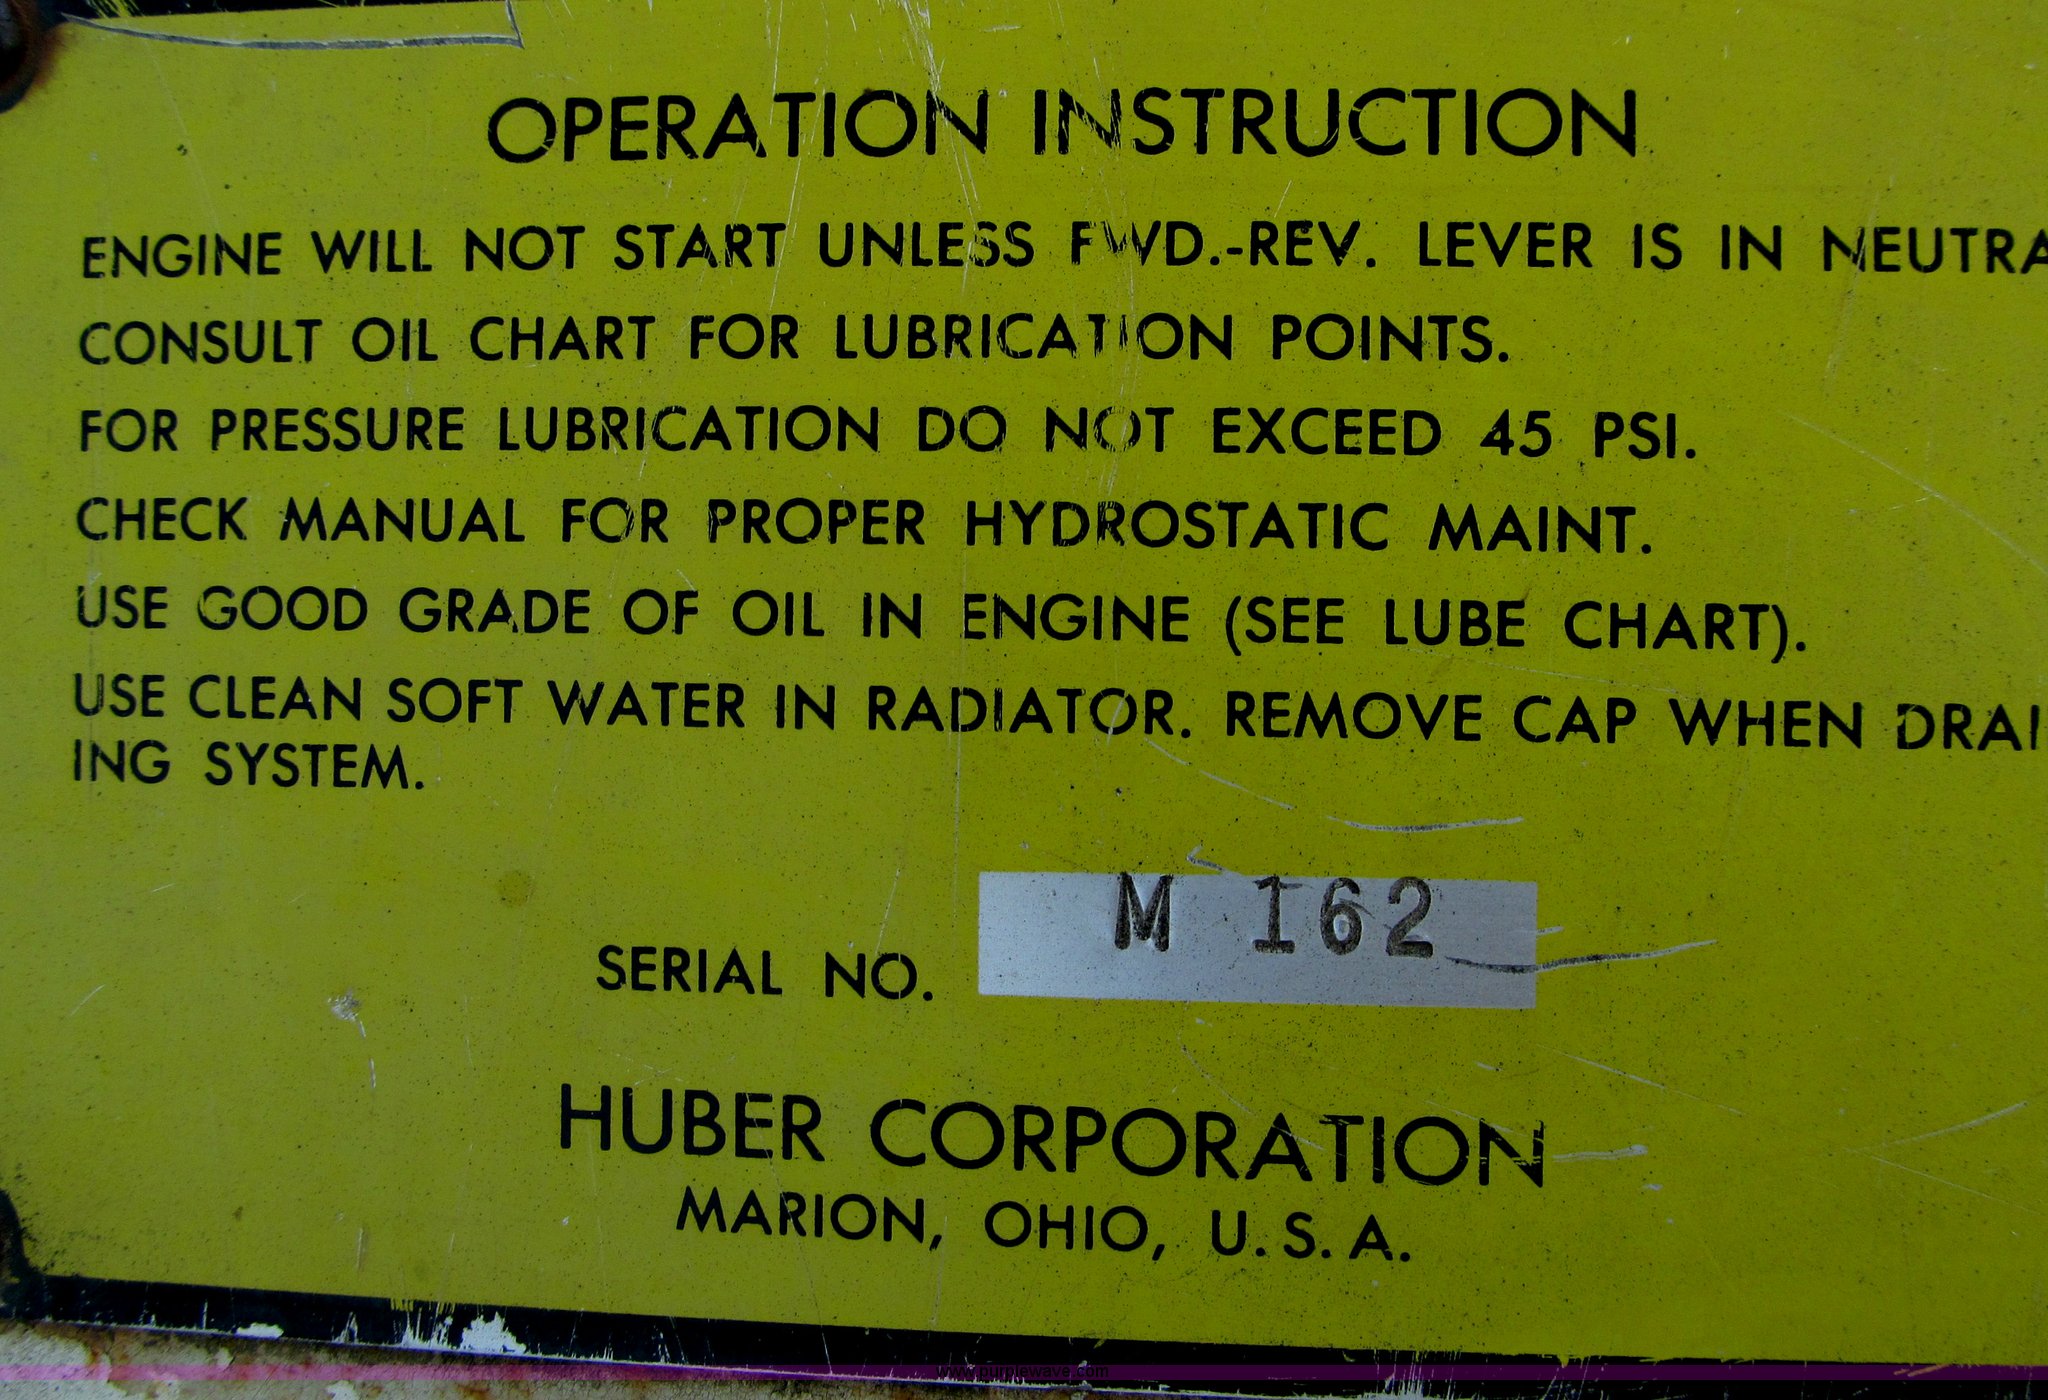 OPERATION INSTRUCTION
ENGINE WILL NOT START UNLESS FWD.-REV. LEVER IS IN NEUTRA
CONSULT OIL CHART FOR LUBRICATION POINTS.
FOR PRESSURE LUBRICATION DO NOT EXCEED 45 PSI.
CHECK MANUAL FOR PROPER HYDROSTATIC MAINT.
USE GOOD GRADE OF OIL IN ENGINE (SEE LUBE CHART).
USE CLEAN SOFT WATER IN RADIATOR. REMOVE CAP WHEN DRAI
ING SYSTEM.
M 162
SERIAL NO.
HUBER CORPORATION
MARION, OHIO, U.S.A.
www.purplewave.com